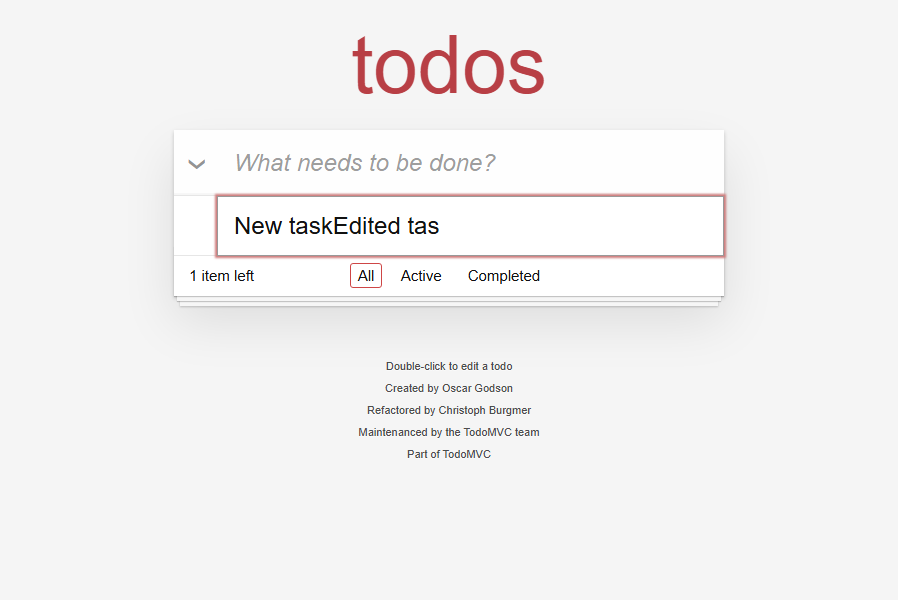 todos
What needs to be done?
New taskEdited tas
1 item left All Active Completed
Double-click to edit a todo
Created by Oscar Godson
Refactored by Christoph Burgmer
Maintenanced by the TodoMVC team
Part of TodoMVC